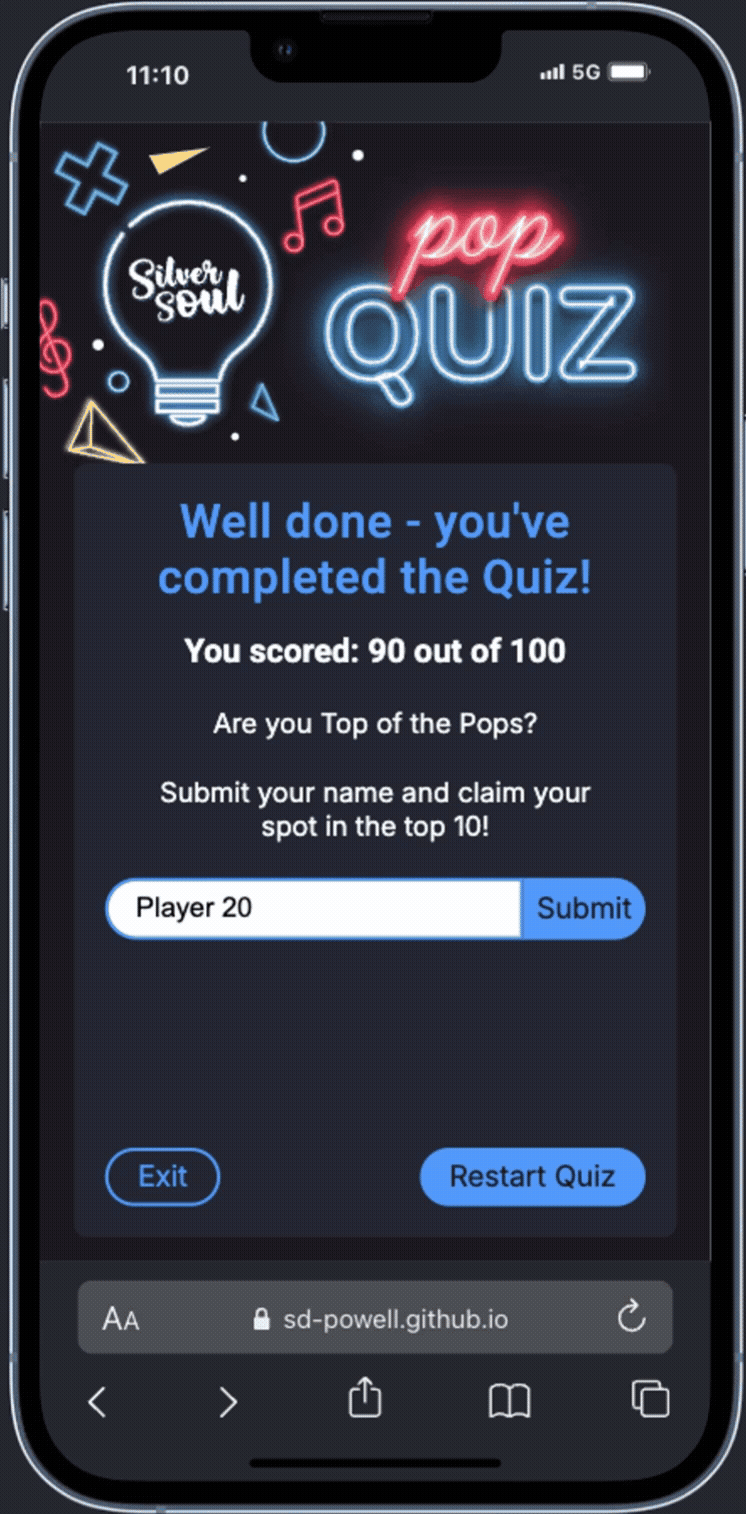 11:10
5G
Silver
Soul
pop
QUIZ
Well done - you've
completed the Quiz!
You scored: 90 out of 100
Are you Top of the Pops?
Submit your name and claim your
spot in the top 10!
Player 20
Submit
Exit
Restart Quiz
AA
sd-powell.github.io